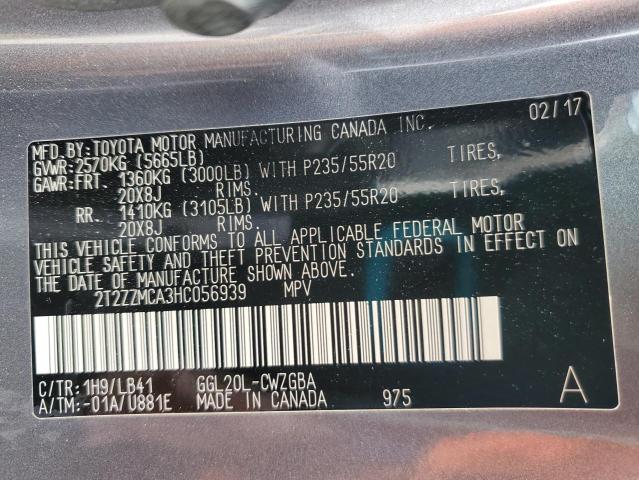 02/17
MFD.BY:TOYOTA MOTOR MANUFACTURING CANADA INC.
GVWR:2570KG (5665LB)
GAWR:FRT. 1360KG (3000LB) WITH P235/55R20 TIRES,
20X8J RIMS.
RR. 1410KG (3105LB) WITH P235/55R20 TIRES,
20X8J RIMS.
THIS VEHICLE CONFORMS TO ALL APPLICABLE FEDERAL MOTOR
VEHICLE SAFETY AND THEFT PREVENTION STANDARDS IN EFFECT ON
THE DATE OF MANUFACTURE SHOWN ABOVE.
2T2ZZMCA3HC056939 MPV
C/TR:1H9/LB41 GGL20L-CWZGBA
A/TM:-01A/U881E MADE IN CANADA 975 A